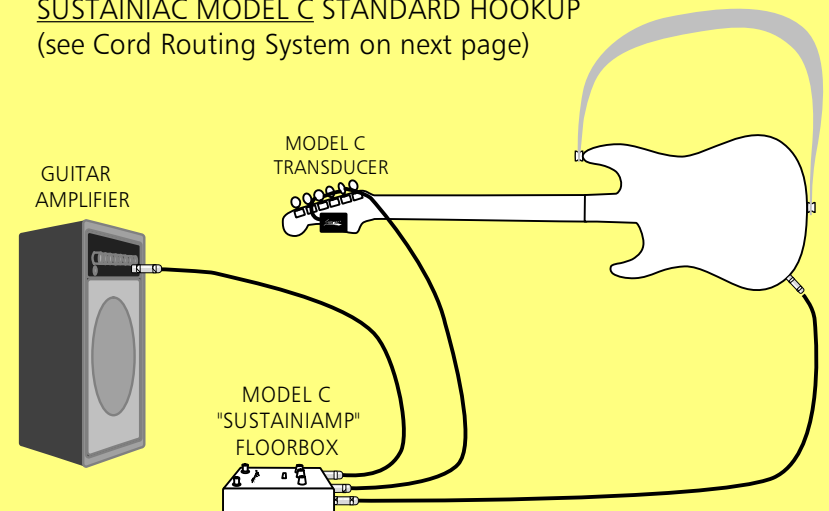 SUSTAINIAC MODEL C STANDARD HOOKUP
(see Cord Routing System on next page)
MODEL C
TRANSDUCER
GUITAR
AMPLIFIER
MODEL C
"SUSTAINIAMP"
FLOORBOX